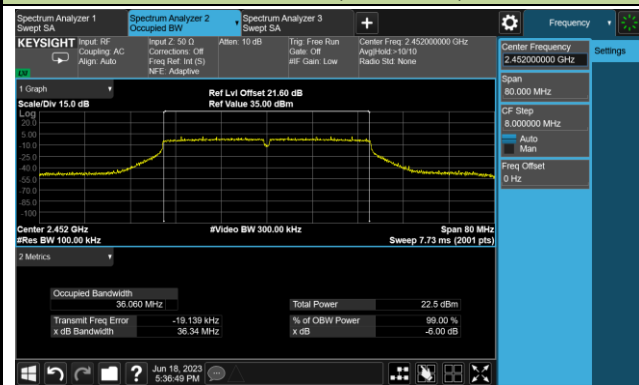 Spectrum Analyzer 1
Swept SA
Spectrum Analyzer 2
Occupied BW
Spectrum Analyzer 3
Swept SA
+
Frequency
KEYSIGHT
Input: RF
Coupling: AC
Align: Auto
Input Z: 50 Ω
Corrections: Off
Freq Ref: Int (S)
NFE: Adaptive
Atten: 10 dB
Trig: Free Run
Gate: Off
#IF Gain: Low
Center Freq: 2.452000000 GHz
Avg|Hold:>10/10
Radio Std: None
Center Frequency
2.452000000 GHz
Settings
Span
80.000 MHz
CF Step
8.000000 MHz
Auto
Man
Freq Offset
0 Hz
1 Graph
Scale/Div 15.0 dB
Ref Lvl Offset 21.60 dB
Ref Value 35.00 dBm
Log
20.0
5.00
-10.0
-25.0
-40.0
-55.0
-70.0
-85.0
-100
Center 2.452 GHz
#Res BW 100.00 kHz
#Video BW 300.00 kHz
Span 80 MHz
Sweep 7.73 ms (2001 pts)
2 Metrics
Occupied Bandwidth
36.060 MHz
Total Power 22.5 dBm
Transmit Freq Error -19.139 kHz
% of OBW Power 99.00 %
x dB Bandwidth 36.34 MHz
x dB -6.00 dB
?
Jun 18, 2023
5:36:49 PM